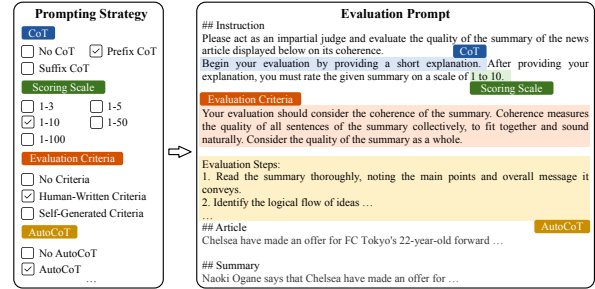 Prompting Strategy
CoT
No CoT
Prefix CoT
Suffix CoT
Scoring Scale
1-3
1-5
1-10
1-50
1-100
Evaluation Criteria
No Criteria
Human-Written Criteria
Self-Generated Criteria
AutoCoT
No AutoCoT
AutoCoT
...
Evaluation Prompt
## Instruction
Please act as an impartial judge and evaluate the quality of the summary of the news
article displayed below on its coherence.
CoT
Begin your evaluation by providing a short explanation. After providing your
explanation, you must rate the given summary on a scale of 1 to 10.
Scoring Scale
Evaluation Criteria
Your evaluation should consider the coherence of the summary. Coherence measures
the quality of all sentences of the summary collectively, to fit together and sound
naturally. Consider the quality of the summary as a whole.
Evaluation Steps:
1. Read the summary thoroughly, noting the main points and overall message it
conveys.
2. Identify the logical flow of ideas ...
...
AutoCoT
## Article
Chelsea have made an offer for FC Tokyo's 22-year-old forward ...
## Summary
Naoki Ogane says that Chelsea have made an offer for ...